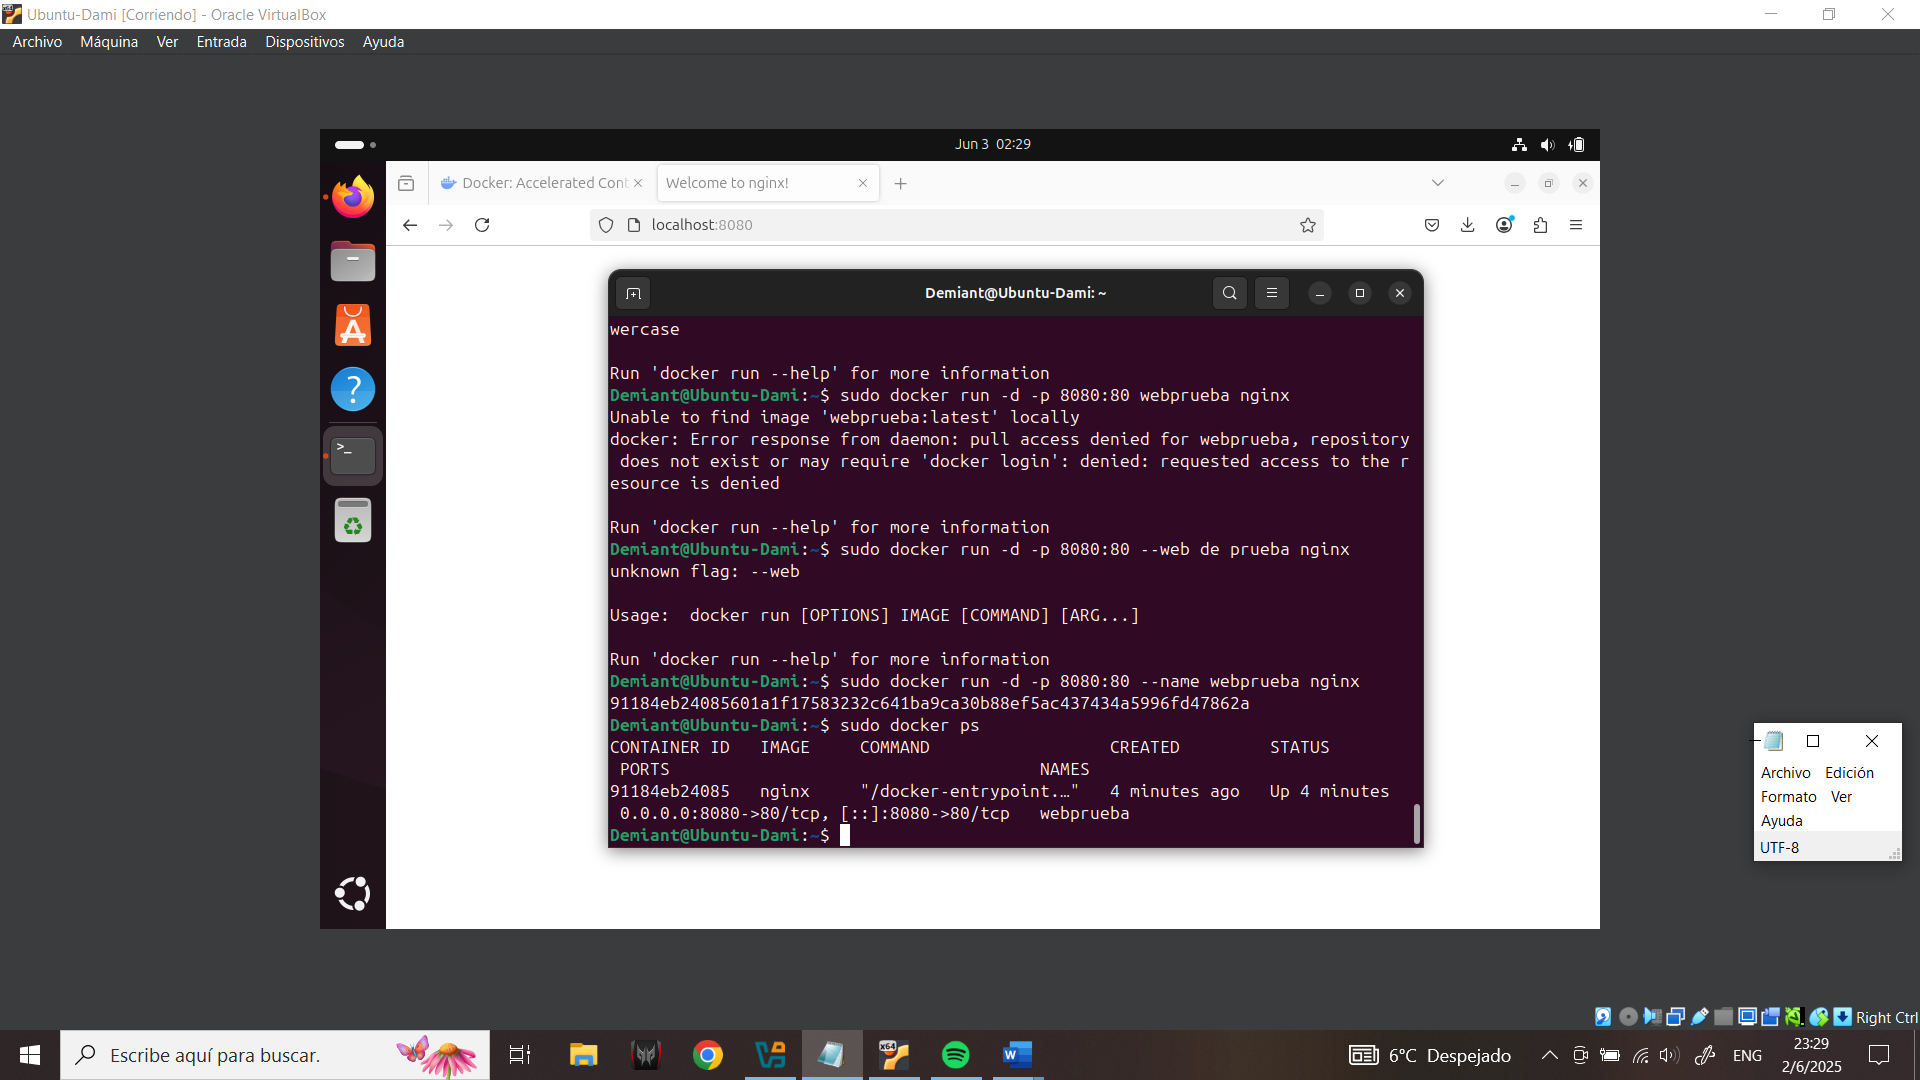 Ubuntu-Dami [Corriendo] - Oracle VirtualBox
Archivo Máquina Ver Entrada Dispositivos Ayuda
Jun 3 02:29
Docker: Accelerated Cont
Welcome to nginx!
localhost:8080
Demiant@Ubuntu-Dami: ~
wercase
Run 'docker run --help' for more information
Demiant@Ubuntu-Dami:~$ sudo docker run -d -p 8080:80 webprueba nginx
Unable to find image 'webprueba:latest' locally
docker: Error response from daemon: pull access denied for webprueba, repository
does not exist or may require 'docker login': denied: requested access to the r
esource is denied
Run 'docker run --help' for more information
Demiant@Ubuntu-Dami:~$ sudo docker run -d -p 8080:80 --web de prueba nginx
unknown flag: --web
Usage:  docker run [OPTIONS] IMAGE [COMMAND] [ARG...]
Run 'docker run --help' for more information
Demiant@Ubuntu-Dami:~$ sudo docker run -d -p 8080:80 --name webprueba nginx
91184eb24085601a1f17583232c641ba9ca30b88ef5ac437434a5996fd47862a
Demiant@Ubuntu-Dami:~$ sudo docker ps
CONTAINER ID   IMAGE     COMMAND                  CREATED         STATUS
PORTS                                     NAMES
91184eb24085   nginx     "/docker-entrypoint.…"   4 minutes ago   Up 4 minutes
0.0.0.0:8080->80/tcp, [::]:8080->80/tcp   webprueba
Demiant@Ubuntu-Dami:~$
Archivo Edición
Formato Ver
Ayuda
UTF-8
Right Ctrl
Escribe aquí para buscar.
x64
6°C Despejado
ENG
23:29
2/6/2025